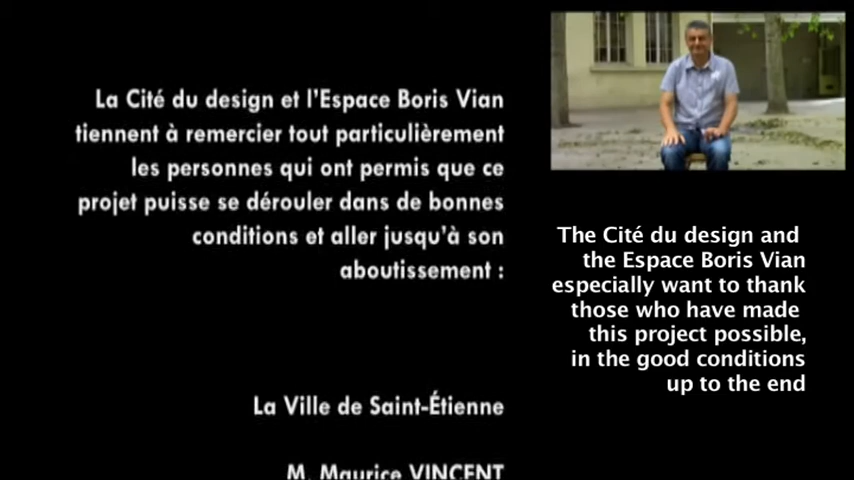 La Cité du design et l'Espace Boris Vian
tiennent à remercier tout particulièrement
les personnes qui ont permis que ce
projet puisse se dérouler dans de bonnes
conditions et aller jusqu'à son
aboutissement :
La Ville de Saint-Étienne
M. Maurice VINCENT
The Cité du design and
the Espace Boris Vian
especially want to thank
those who have made
this project possible,
in the good conditions
up to the end